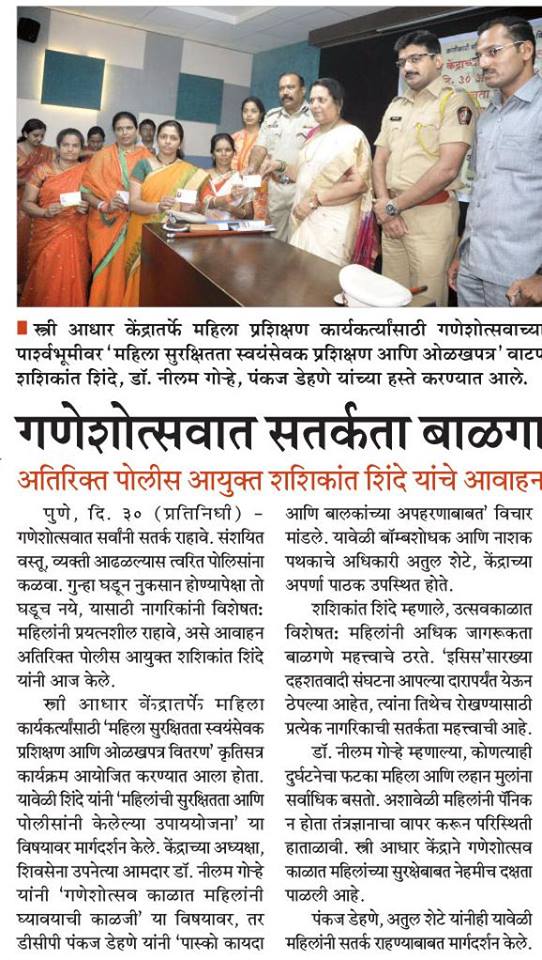 स्त्री आधार केंद्रातर्फे महिला प्रशिक्षण कार्यकर्त्यांसाठी गणेशोत्सवाच्या
पार्श्वभूमीवर ‘महिला सुरक्षितता स्वयंसेवक प्रशिक्षण आणि ओळखपत्र’ वाटप
शशिकांत शिंदे, डॉ. नीलम गोऱ्हे, पंकज डेहणे यांच्या हस्ते करण्यात आले.
गणेशोत्सवात सतर्कता बाळगा
अतिरिक्त पोलीस आयुक्त शशिकांत शिंदे यांचे आवाहन
पुणे, दि. ३० (प्रतिनिधी) –
गणेशोत्सवात सर्वांनी सतर्क राहावे. संशयित
वस्तू, व्यक्ती आढळल्यास त्वरित पोलिसांना
कळवा. गुन्हा घडून नुकसान होण्यापेक्षा तो
घडूच नये, यासाठी नागरिकांनी विशेषत:
महिलांनी प्रयत्नशील राहावे, असे आवाहन
अतिरिक्त पोलीस आयुक्त शशिकांत शिंदे
यांनी आज केले.
स्त्री आधार केंद्रातर्फे महिला
कार्यकर्त्यांसाठी ‘महिला सुरक्षितता स्वयंसेवक
प्रशिक्षण आणि ओळखपत्र वितरण’ कृतिसत्र
कार्यक्रम आयोजित करण्यात आला होता.
यावेळी शिंदे यांनी ‘महिलांची सुरक्षितता आणि
पोलीसांनी केलेल्या उपाययोजना’ या
विषयावर मार्गदर्शन केले. केंद्राच्या अध्यक्षा,
शिवसेना उपनेत्या आमदार डॉ. नीलम गोऱ्हे
यांनी ‘गणेशोत्सव काळात महिलांनी
घ्यावयाची काळजी’ या विषयावर, तर
डीसीपी पंकज डेहणे यांनी ‘पास्को कायदा
आणि बालकांच्या अपहरणाबाबत’ विचार
मांडले. यावेळी बॉम्बशोधक आणि नाशक
पथकाचे अधिकारी अतुल शेटे, केंद्राच्या
अपर्णा पाठक उपस्थित होते.
शशिकांत शिंदे म्हणाले, उत्सवकाळात
विशेषत: महिलांनी अधिक जागरूकता
बाळगणे महत्त्वाचे ठरते. ‘इसिस’सारख्या
दहशतवादी संघटना आपल्या दारापर्यंत येऊन
ठेपल्या आहेत, त्यांना तिथेच रोखण्यासाठी
प्रत्येक नागरिकाची सतर्कता महत्त्वाची आहे.
डॉ. नीलम गोऱ्हे म्हणाल्या, कोणत्याही
दुर्घटनेचा फटका महिला आणि लहान मुलांना
सर्वाधिक बसतो. अशावेळी महिलांनी पॅनिक
न होता तंत्रज्ञानाचा वापर करून परिस्थिती
हाताळावी. स्त्री आधार केंद्राने गणेशोत्सव
काळात महिलांच्या सुरक्षेबाबत नेहमीच दक्षता
पाळली आहे.
पंकज डेहणे, अतुल शेटे यांनीही यावेळी
महिलांनी सतर्क राहण्याबाबत मार्गदर्शन केले.